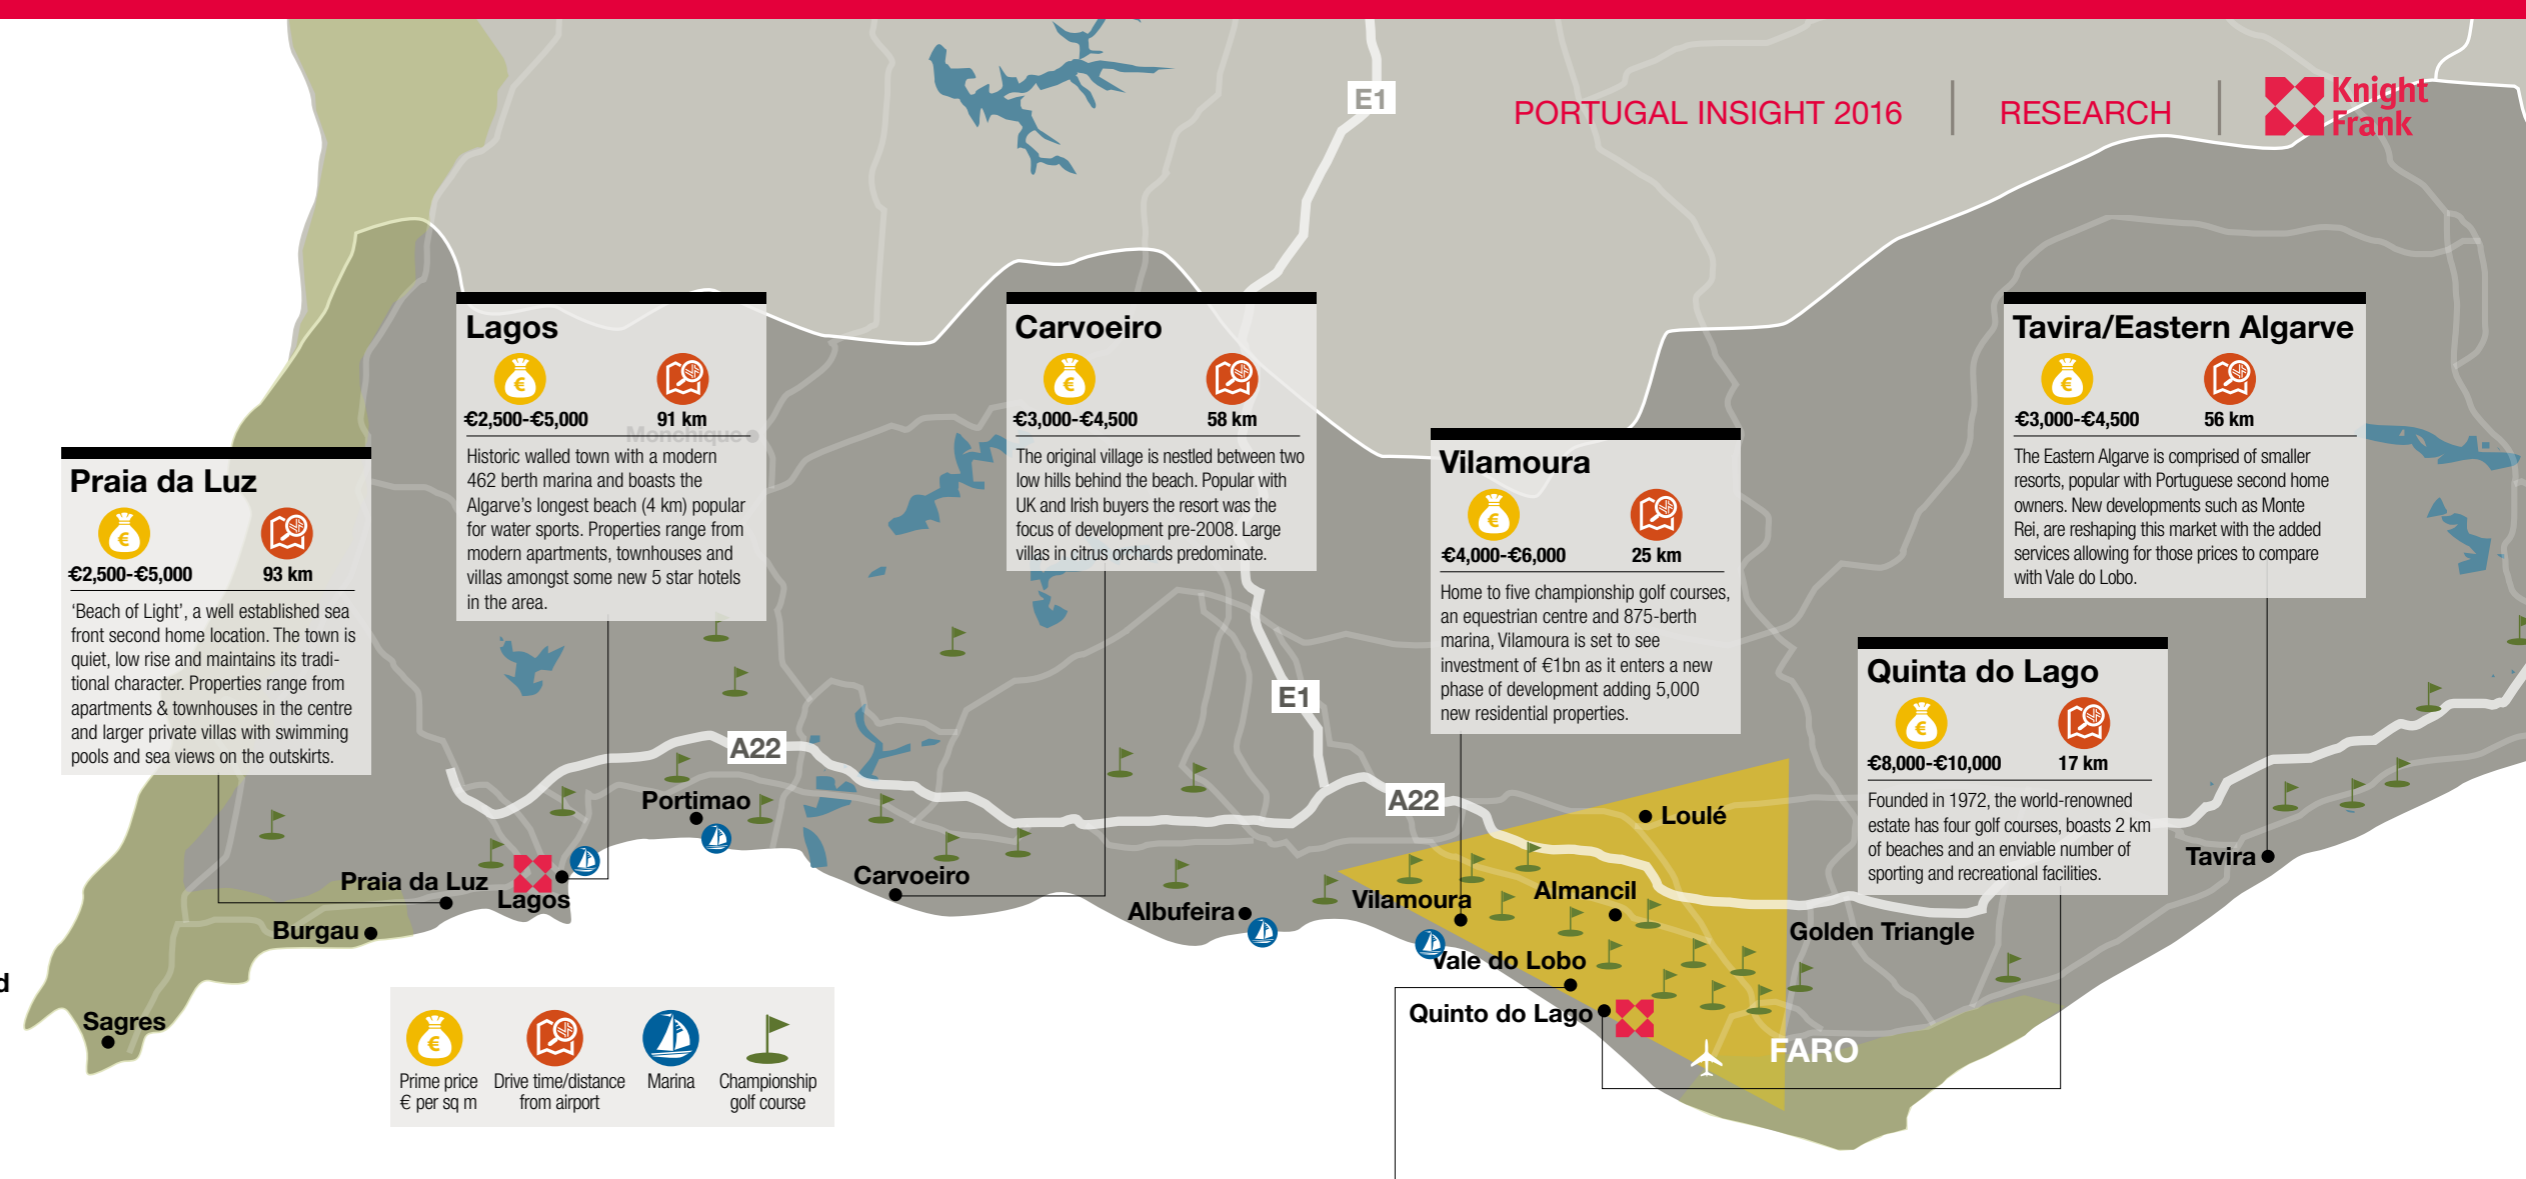 PORTUGAL INSIGHT 2016
RESEARCH
Knight
Frank
E1
Lagos
€2,500-€5,000
91 km
Monchique
Historic walled town with a modern
462 berth marina and boasts the
Algarve's longest beach (4 km) popular
for water sports. Properties range from
modern apartments, townhouses and
villas amongst some new 5 star hotels
in the area.
Carvoeiro
€3,000-€4,500
58 km
The original village is nestled between two
low hills behind the beach. Popular with
UK and Irish buyers the resort was the
focus of development pre-2008. Large
villas in citrus orchards predominate.
Tavira/Eastern Algarve
€3,000-€4,500
56 km
The Eastern Algarve is comprised of smaller
resorts, popular with Portuguese second home
owners. New developments such as Monte
Rei, are reshaping this market with the added
services allowing for those prices to compare
with Vale do Lobo.
Praia da Luz
€2,500-€5,000
93 km
‘Beach of Light’, a well established sea
front second home location. The town is
quiet, low rise and maintains its tradi-
tional character. Properties range from
apartments & townhouses in the centre
and larger private villas with swimming
pools and sea views on the outskirts.
Vilamoura
€4,000-€6,000
25 km
Home to five championship golf courses,
an equestrian centre and 875-berth
marina, Vilamoura is set to see
investment of €1bn as it enters a new
phase of development adding 5,000
new residential properties.
Quinta do Lago
€8,000-€10,000
17 km
Founded in 1972, the world-renowned
estate has four golf courses, boasts 2 km
of beaches and an enviable number of
sporting and recreational facilities.
E1
A22
A22
Portimao
Loulé
Tavira
Praia da Luz
Lagos
Carvoeiro
Albufeira
Vilamoura
Almancil
Burgau
Golden Triangle
Vale do Lobo
d
Sagres
Quinto do Lago
FARO
Prime price
€ per sq m
Drive time/distance
from airport
Marina
Championship
golf course